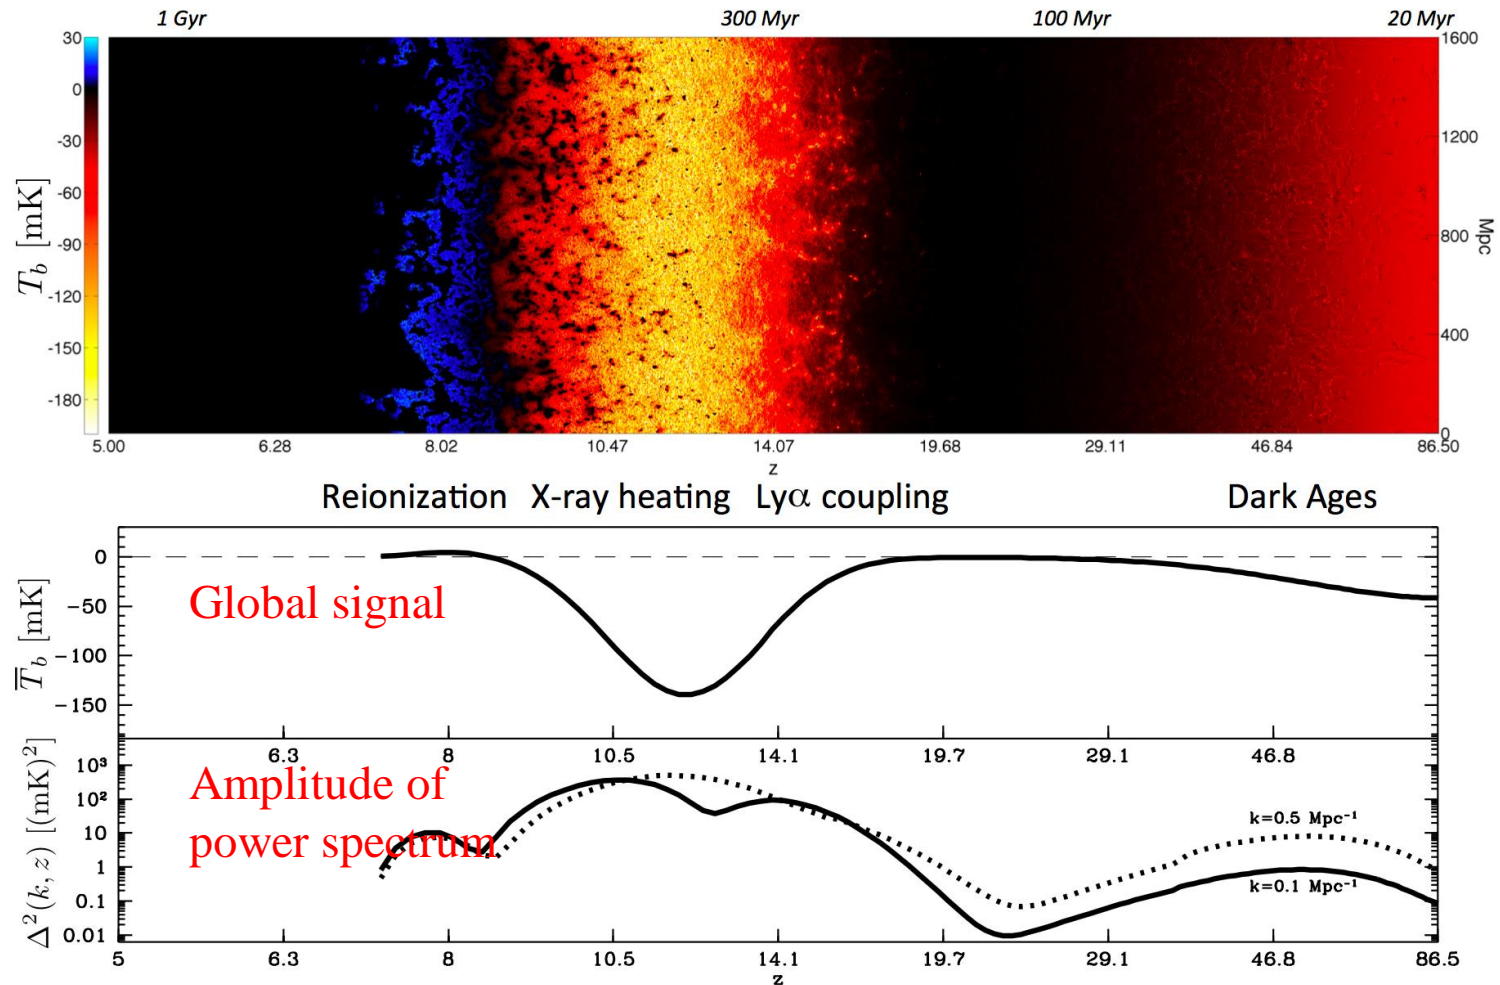 1 Gyr 300 Myr 100 Myr 20 Myr
30
0
-30
-60
-90
-120
-150
-180
T_b [mK]
1600
1200
800
400
0
Mpc
5.00 6.28 8.02 10.47 14.07 19.68 29.11 46.84 86.50
z
Reionization X-ray heating Lyα coupling Dark Ages
0
−50
−100
−150
T̅_b [mK]
Global signal
6.3 8 10.5 14.1 19.7 29.1 46.8
10³
10²
10
1
0.1
0.01
Δ²(k,z) [(mK)²]
Amplitude of
power spectrum
k=0.5 Mpc⁻¹
k=0.1 Mpc⁻¹
5 6.3 8 10.5 14.1 19.7 29.1 46.8 86.5
z